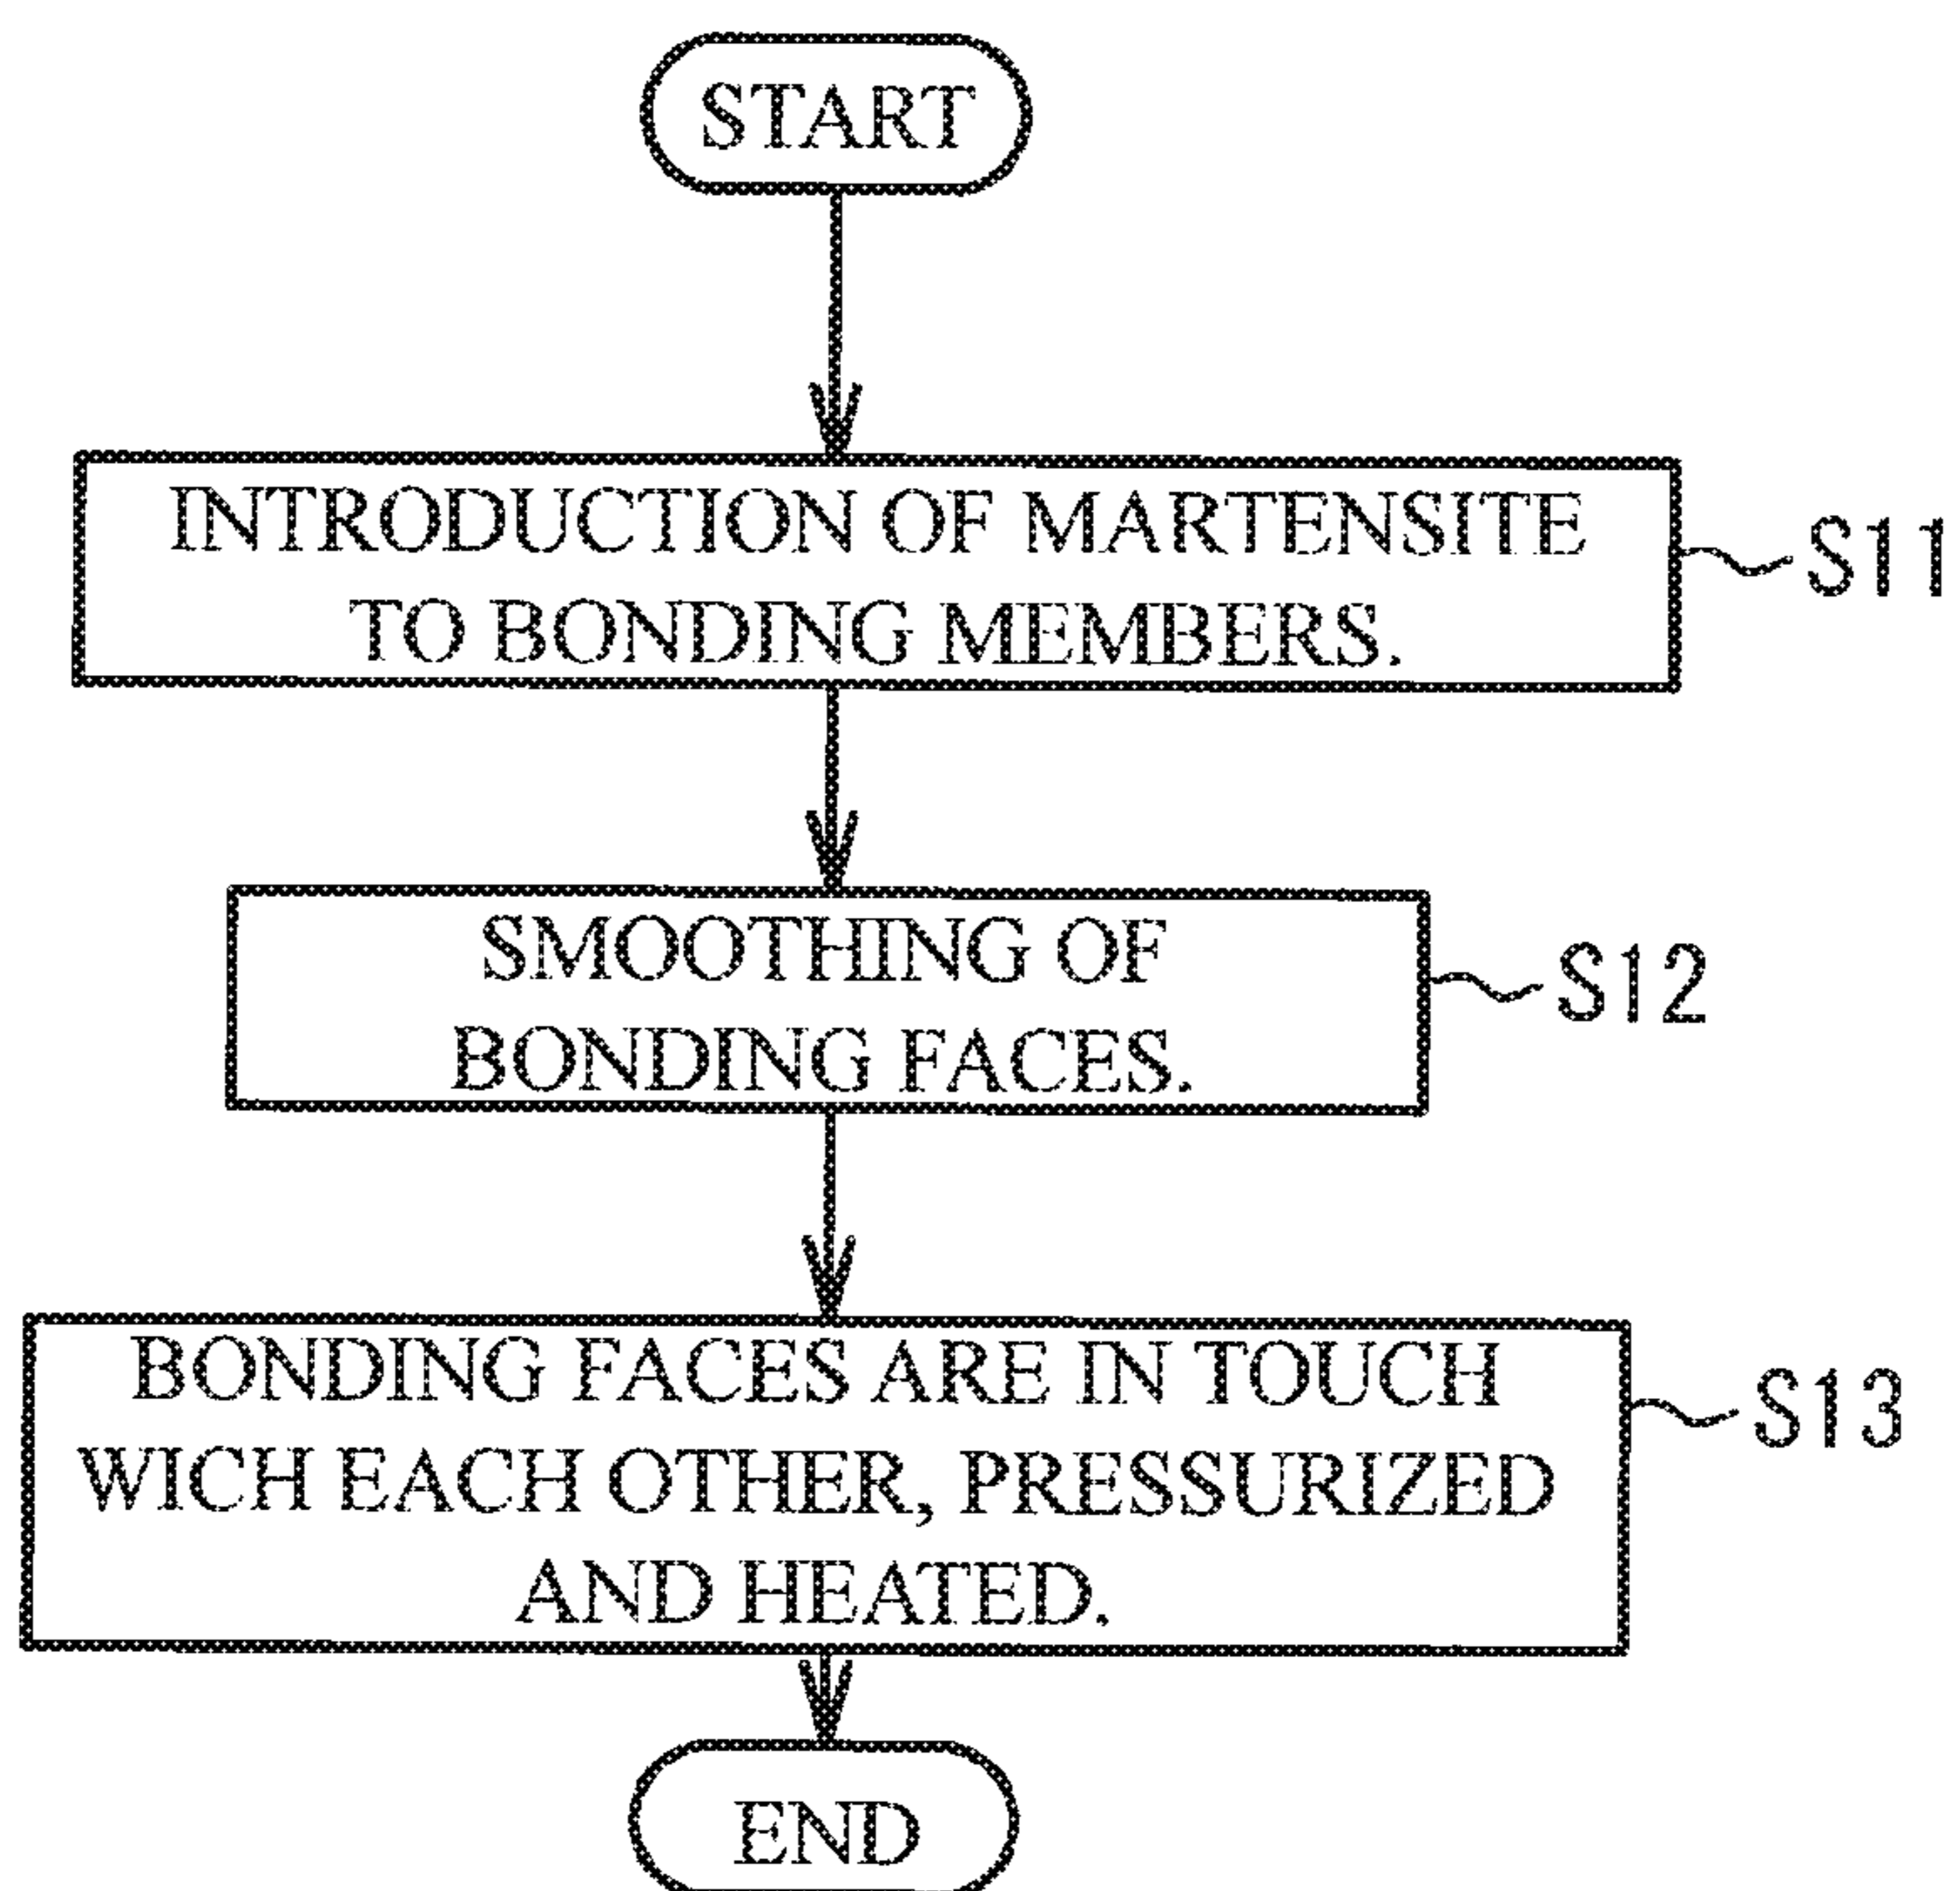 START
INTRODUCTION OF MARTENSITE
TO BONDING MEMBERS.
S11
SMOOTHING OF
BONDING FACES.
S12
BONDING FACES ARE IN TOUCH
WICH EACH OTHER, PRESSURIZED
AND HEATED.
S13
END